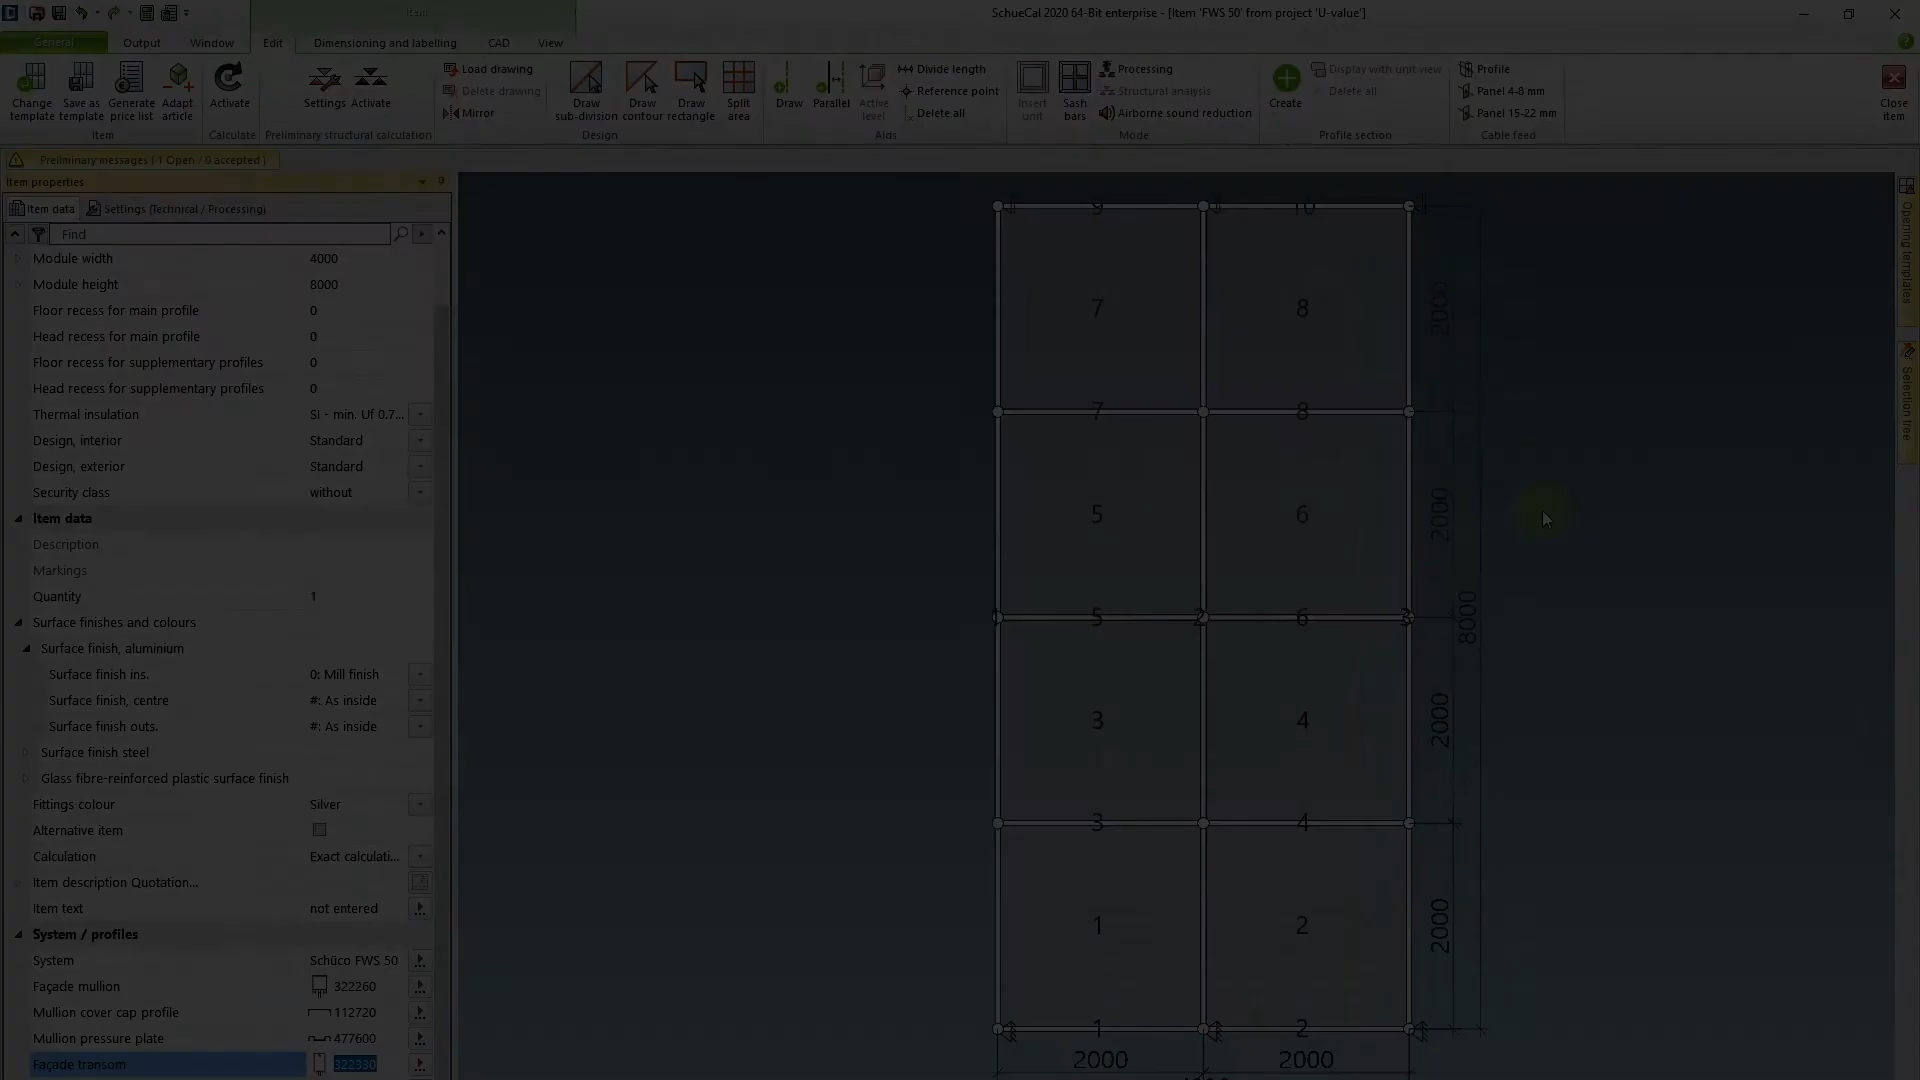 Item
SchueCal 2020 64-Bit enterprise - [Item 'FWS 50' from project 'U-value']
General Output Window Edit Dimensioning and labelling CAD View
Change template
Save as template
Generate price list
Adapt article
Item
Activate
Calculate
Settings Activate
Preliminary structural calculation
Load drawing
Delete drawing
Mirror
Draw sub-division
Draw contour
Draw rectangle
Split area
Design
Draw Parallel
Active level
Divide length
Reference point
Delete all
Aids
Insert unit
Sash bars
Processing
Structural analysis
Airborne sound reduction
Mode
Create
Display with unit view
Delete all
Profile section
Profile
Panel 4-8 mm
Panel 15-22 mm
Cable feed
Close item
Preliminary messages [ 1 Open / 0 accepted ]
Item properties
Item data Settings (Technical / Processing)
Find
Module width 4000
Module height 8000
Floor recess for main profile 0
Head recess for main profile 0
Floor recess for supplementary profiles 0
Head recess for supplementary profiles 0
Thermal insulation SI - min. Uf 0.7...
Design, interior Standard
Design, exterior Standard
Security class without
Item data
Description
Markings
Quantity 1
Surface finishes and colours
Surface finish, aluminium
Surface finish ins. 0: Mill finish
Surface finish, centre #: As inside
Surface finish outs. #: As inside
Surface finish steel
Glass fibre-reinforced plastic surface finish
Fittings colour Silver
Alternative item
Calculation Exact calculati...
Item description Quotation...
Item text not entered
System / profiles
System Schüco FWS 50
Façade mullion 322260
Mullion cover cap profile 112720
Mullion pressure plate 477600
Façade transom 322330
9 10
7 8 2000
7 8
5 6 2000
1 5 2 6 3 8000
3 4 2000
3 4
1 2 2000
1 2
2000 2000
Opening templates
Selection tree